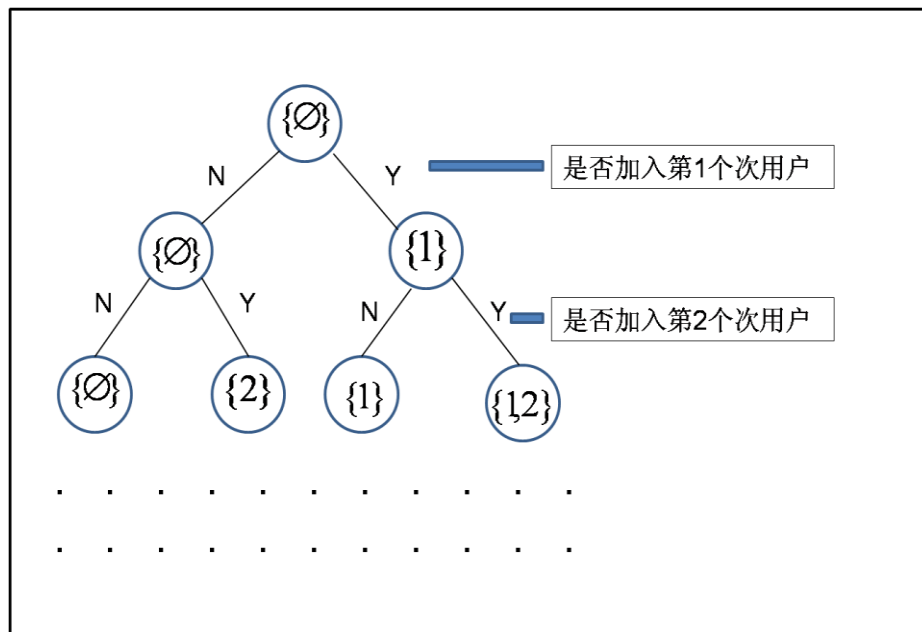 {∅}
N
Y
是否加入第1个次用户
{∅}
{1}
N
Y
N
Y
是否加入第2个次用户
{∅}
{2}
{1}
{1,2}
. . . . . . . . . . .
. . . . . . . . . . .